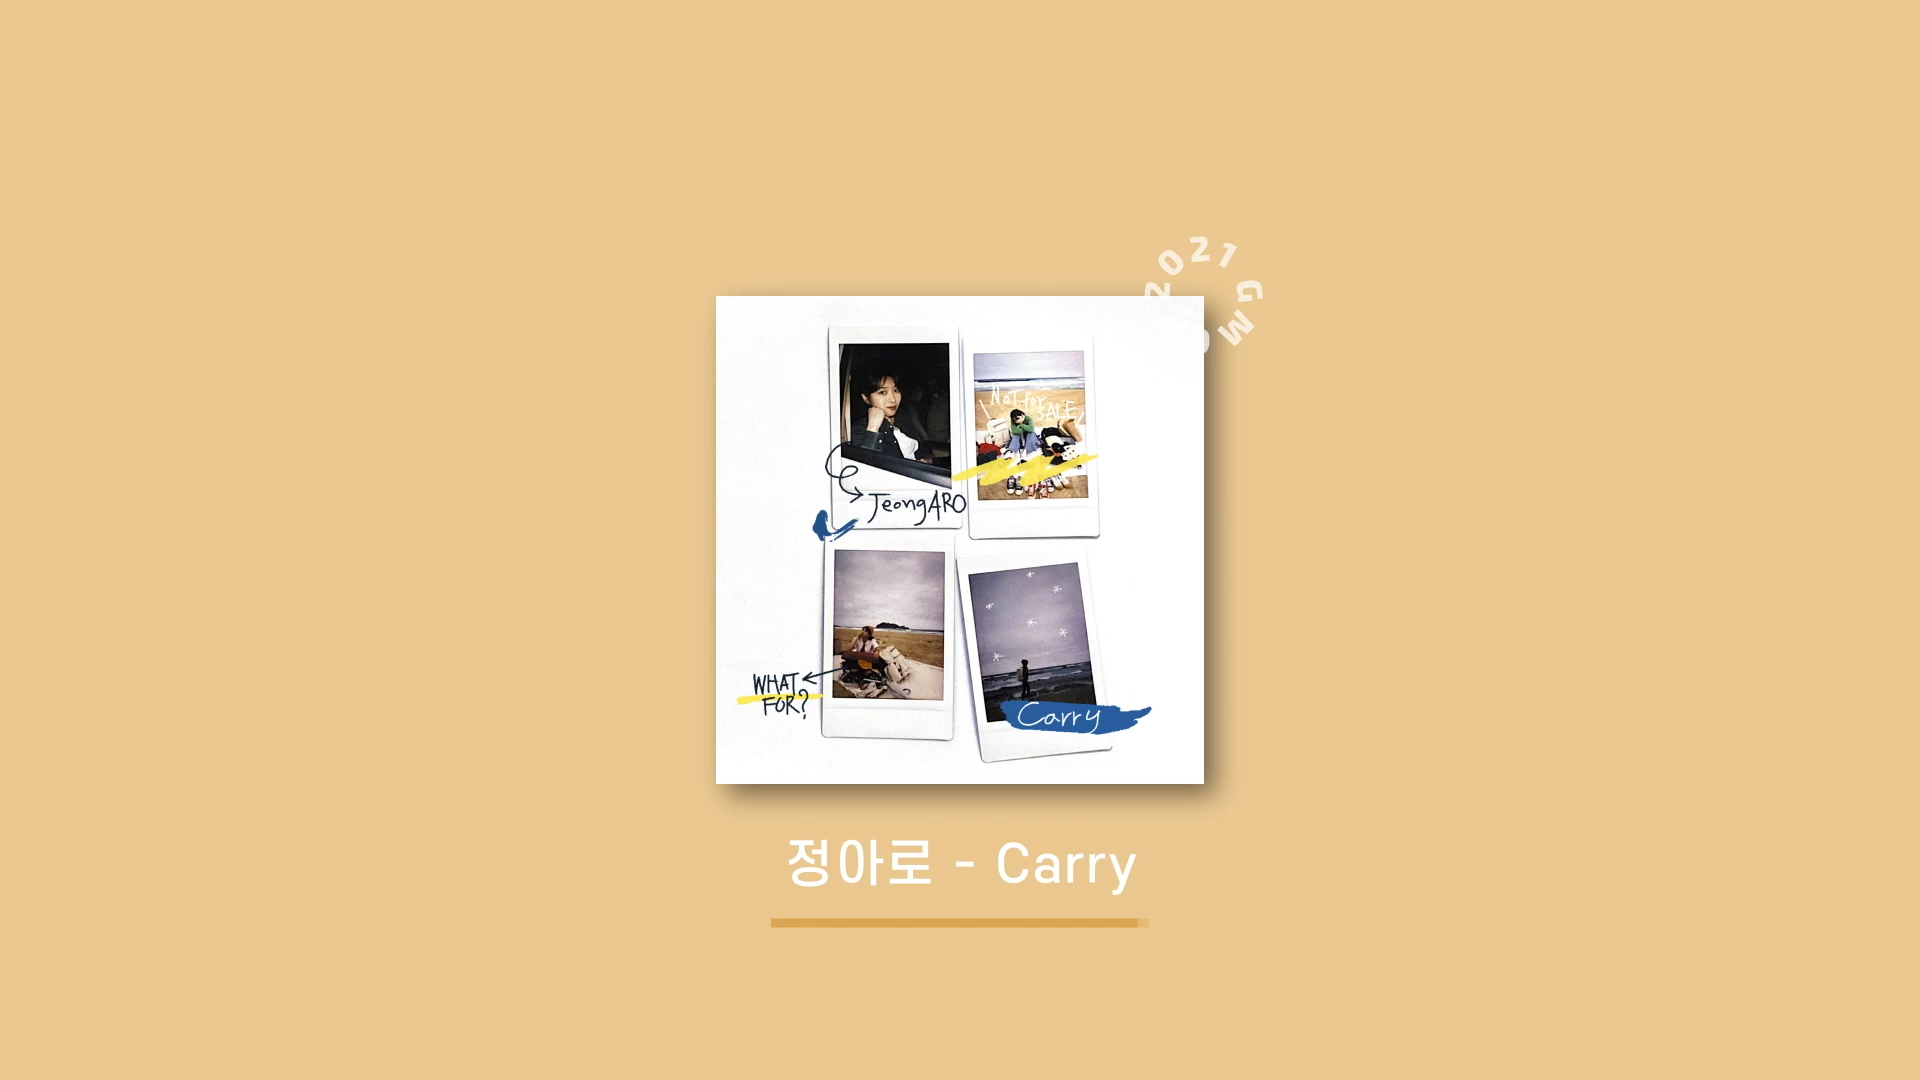 2021 GM
Not for
SALE
JeongARO
WHAT
FOR?
Carry
정아로 - Carry